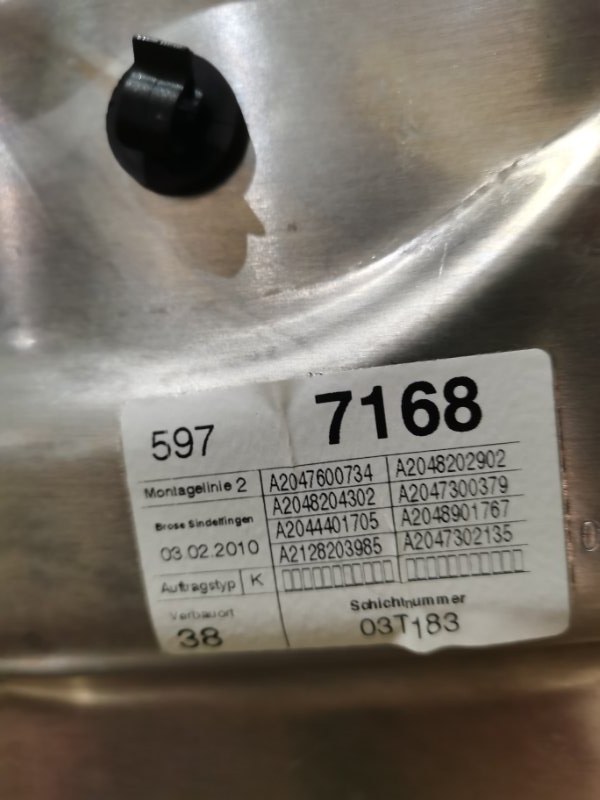 597 7168
Montagelinie 2 A2047600734 A2048202902
A2048204302 A2047300379
Brose Sindelfingen A2044401705 A2048901767
03.02.2010 A2128203985 A2047302135
Auftragstyp K
Verbauort Schichtnummer
38 03T183